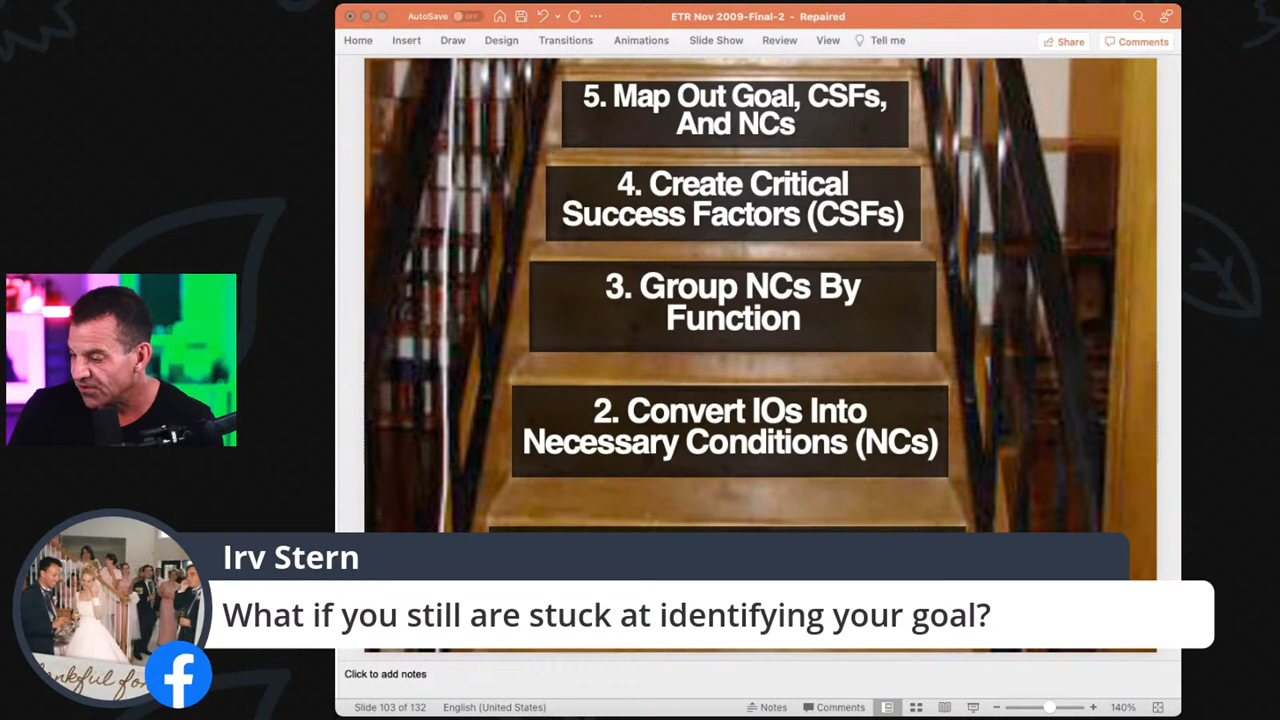 AutoSave
OFF
ETR Nov 2009-Final-2 - Repaired
Home Insert Draw Design Transitions Animations Slide Show Review View Tell me
Share
Comments
5. Map Out Goal, CSFs,
And NCs
4. Create Critical
Success Factors (CSFs)
3. Group NCs By
Function
2. Convert IOs Into
Necessary Conditions (NCs)
Irv Stern
What if you still are stuck at identifying your goal?
Click to add notes
Slide 103 of 132 English (United States) Notes Comments 140%